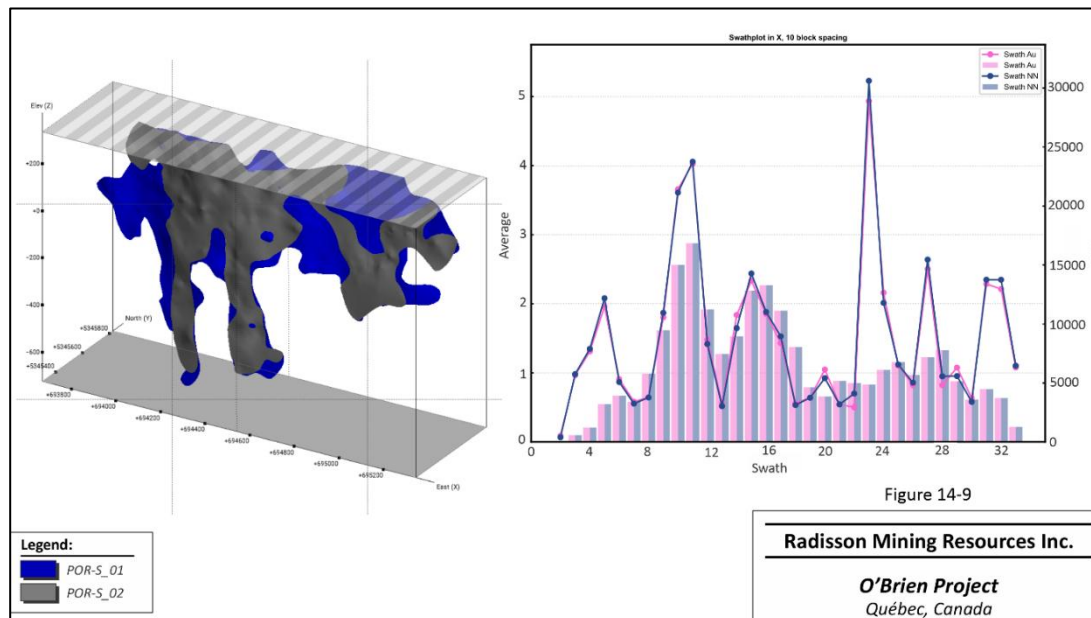 Elev (Z)
+200
+0
-200
-400
-600
North (Y)
+5345800
+5345600
+5345400
+693800
+694000
+694200
+694400
+694600
+694800
+695000
+695200
East (X)
Legend:
POR-S_01
POR-S_02
Swathplot in X, 10 block spacing
Swath Au
Swath Au
Swath NN
Swath NN
Average
5
4
3
2
1
0
30000
25000
20000
15000
10000
5000
0
0 4 8 12 16 20 24 28 32
Swath
Figure 14-9
Radisson Mining Resources Inc.
O'Brien Project
Québec, Canada